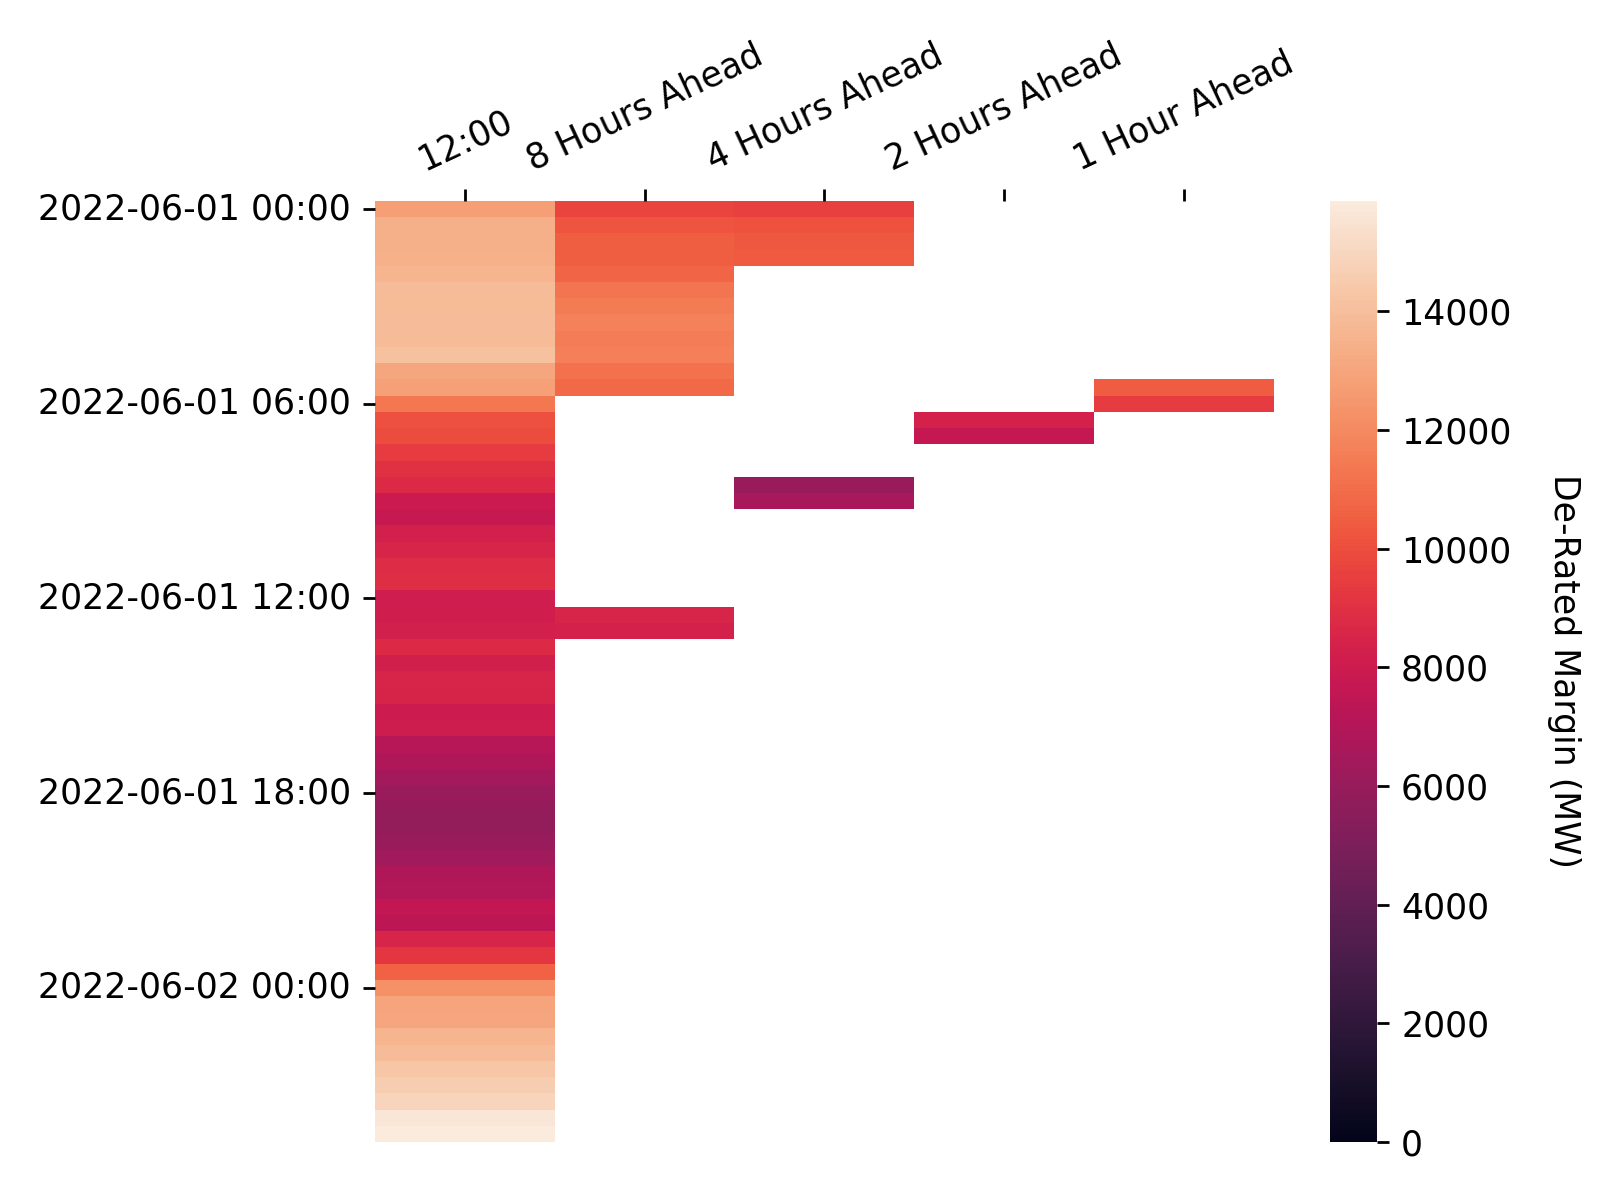 12:00
8 Hours Ahead
4 Hours Ahead
2 Hours Ahead
1 Hour Ahead
2022-06-01 00:00
2022-06-01 06:00
2022-06-01 12:00
2022-06-01 18:00
2022-06-02 00:00
14000
12000
10000
8000
6000
4000
2000
0
De-Rated Margin (MW)